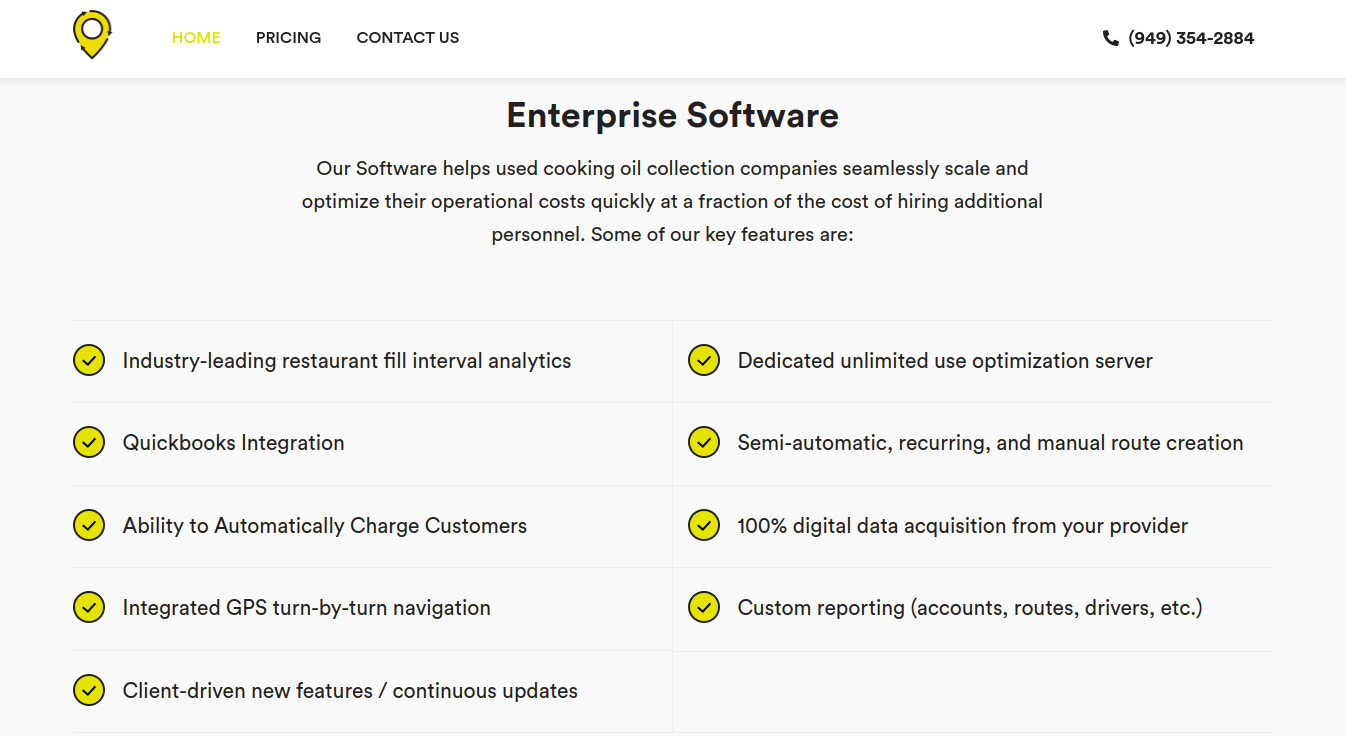 HOME
PRICING
CONTACT US
(949) 354-2884
Enterprise Software
Our Software helps used cooking oil collection companies seamlessly scale and
optimize their operational costs quickly at a fraction of the cost of hiring additional
personnel. Some of our key features are:
Industry-leading restaurant fill interval analytics
Dedicated unlimited use optimization server
Quickbooks Integration
Semi-automatic, recurring, and manual route creation
Ability to Automatically Charge Customers
100% digital data acquisition from your provider
Integrated GPS turn-by-turn navigation
Custom reporting (accounts, routes, drivers, etc.)
Client-driven new features / continuous updates